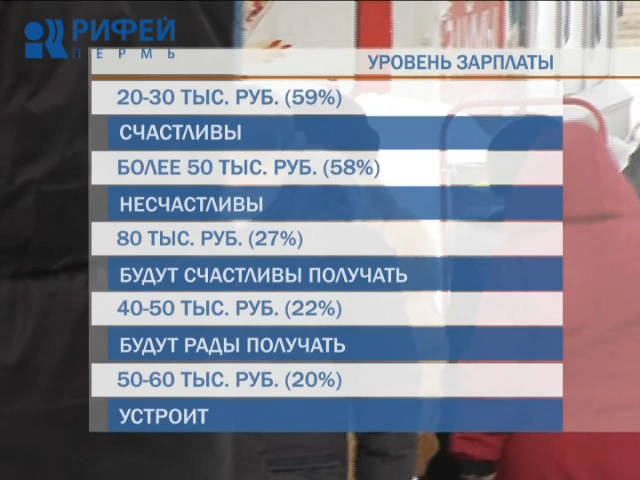 РИФЕЙ
ПЕРМЬ
УРОВЕНЬ ЗАРПЛАТЫ
20-30 ТЫС. РУБ. (59%)
СЧАСТЛИВЫ
БОЛЕЕ 50 ТЫС. РУБ. (58%)
НЕСЧАСТЛИВЫ
80 ТЫС. РУБ. (27%)
БУДУТ СЧАСТЛИВЫ ПОЛУЧАТЬ
40-50 ТЫС. РУБ. (22%)
БУДУТ РАДЫ ПОЛУЧАТЬ
50-60 ТЫС. РУБ. (20%)
УСТРОИТ